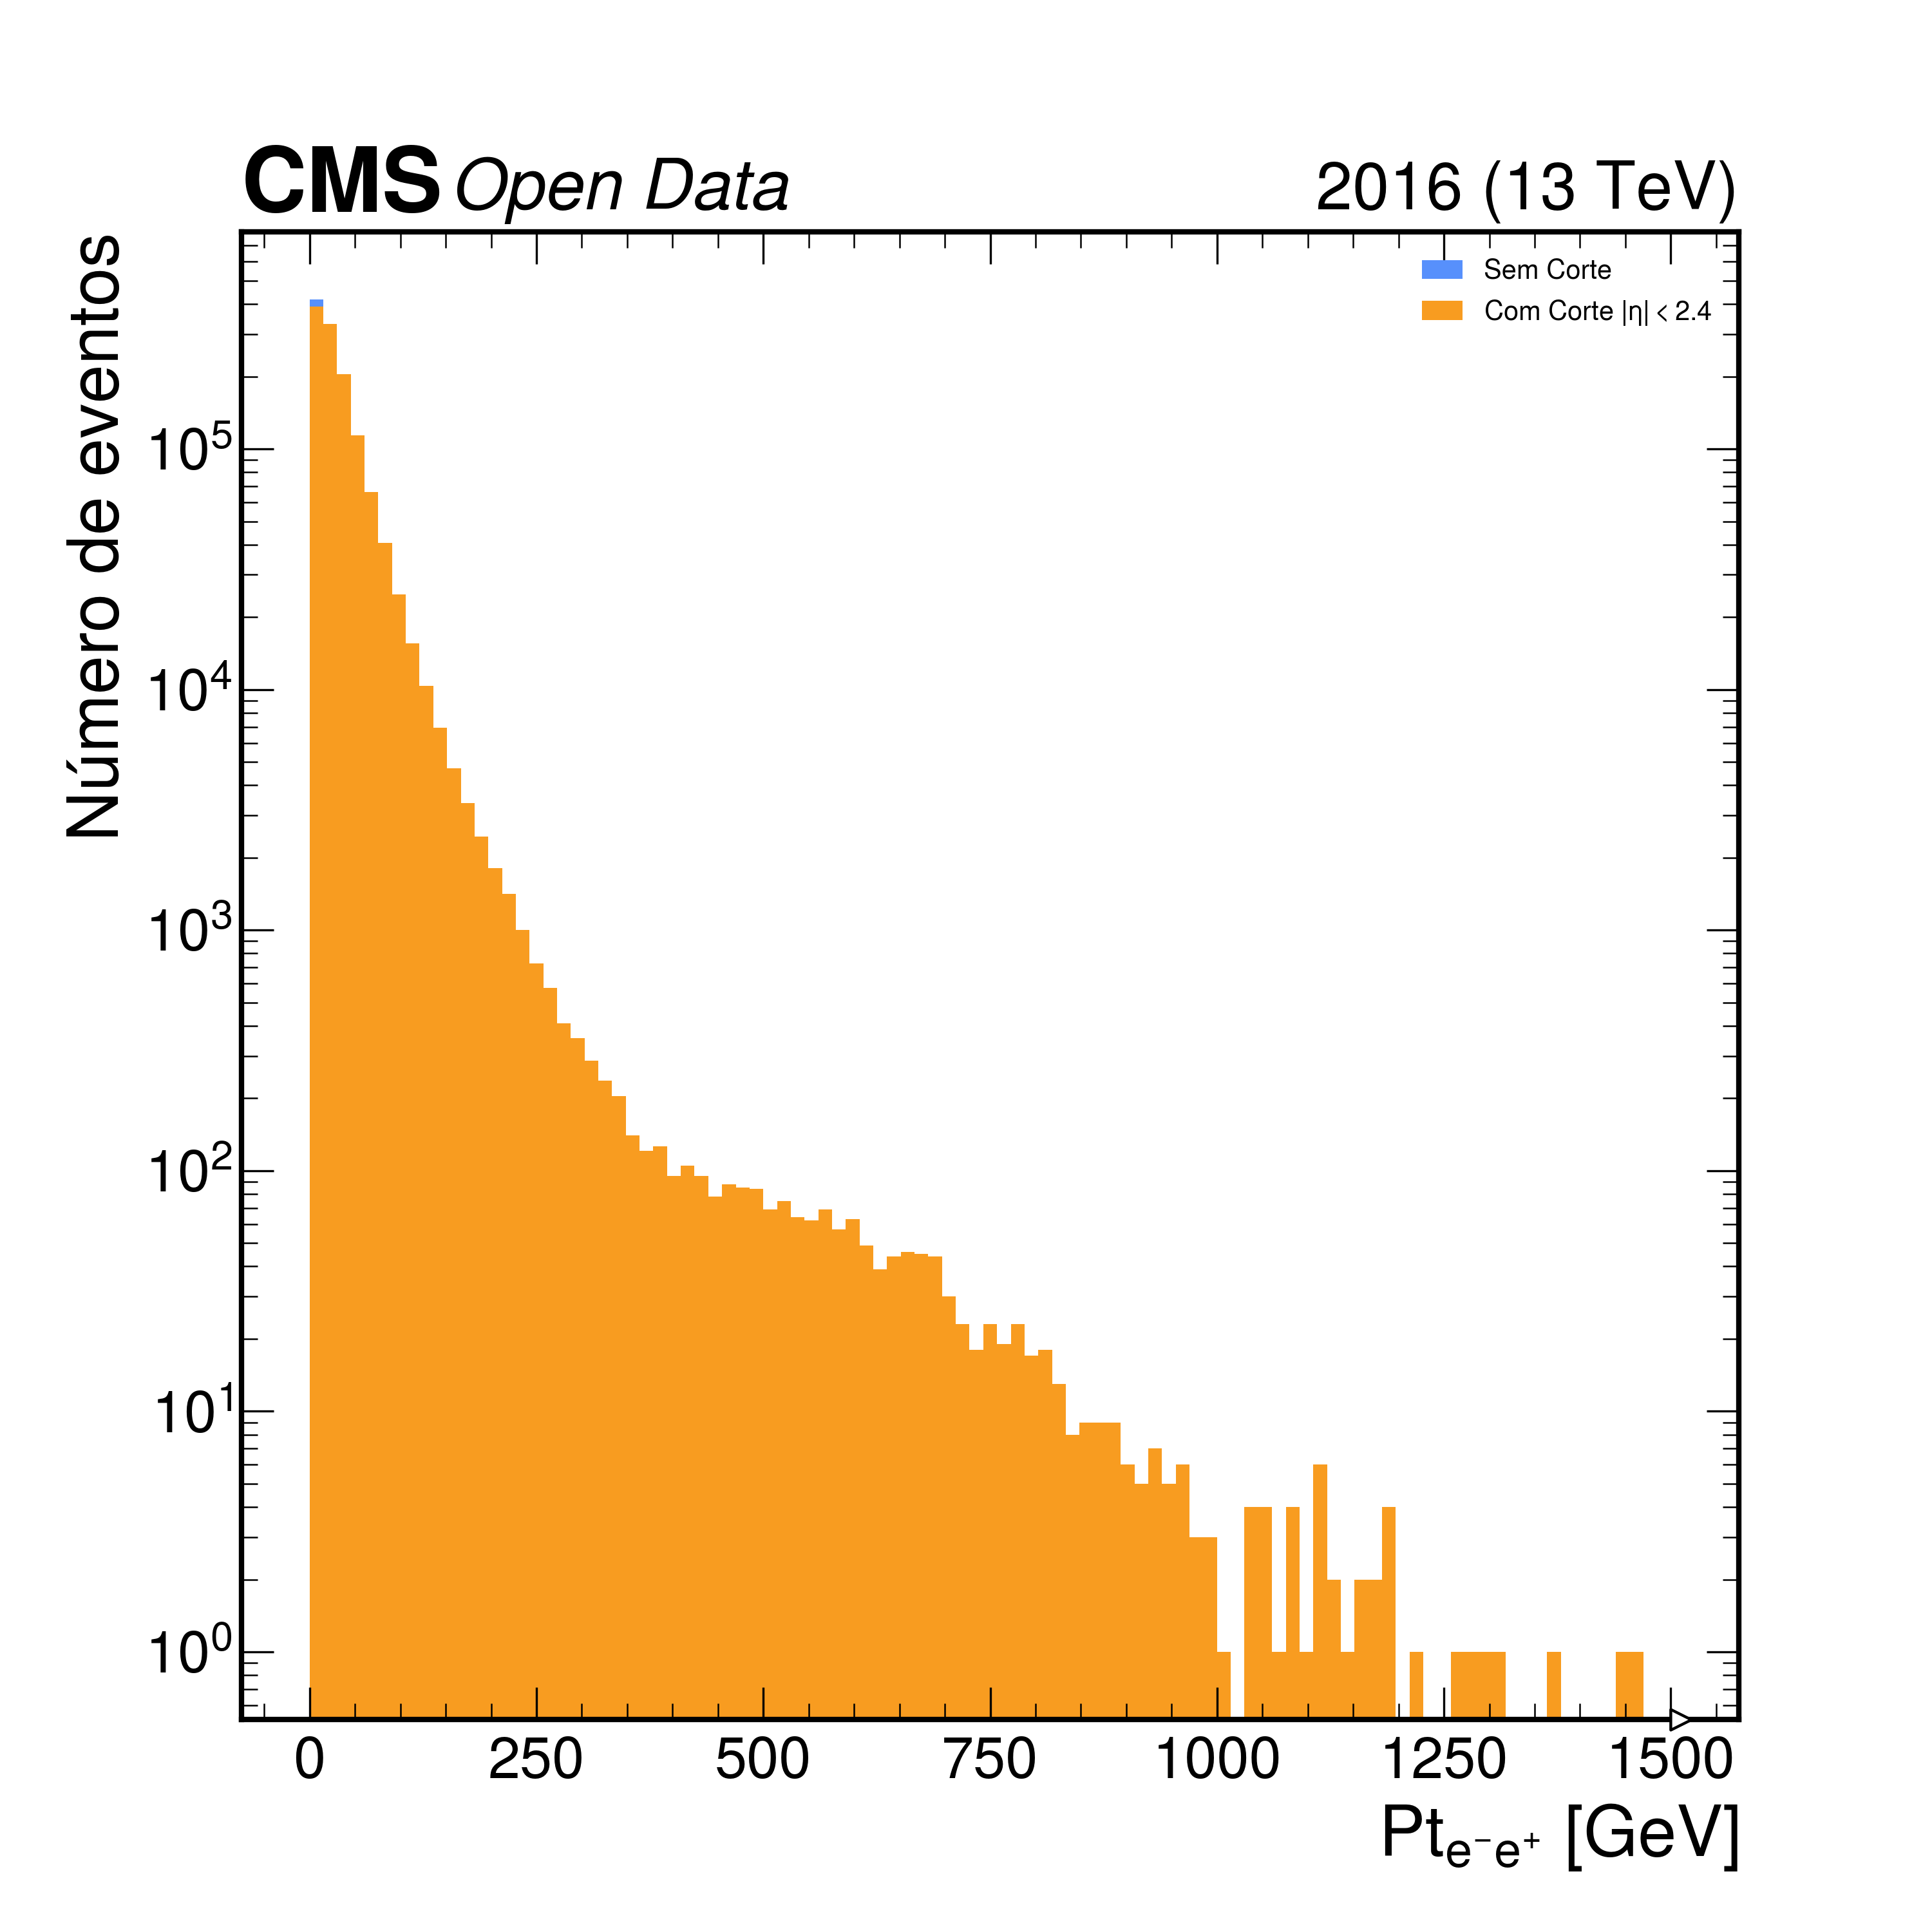 CMS Open Data 2016 (13 TeV)
Sem Corte
Com Corte |η| < 2.4
Número de eventos
10⁵
10⁴
10³
10²
10¹
10⁰
0 250 500 750 1000 1250 1500
Pt e⁻e⁺ [GeV]